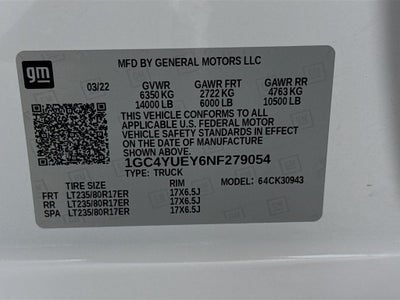 gm
MFD BY GENERAL MOTORS LLC
03/22 GVWR GAWR FRT GAWR RR
6350 KG 2722 KG 4763 KG
14000 LB 6000 LB 10500 LB
THIS VEHICLE CONFORMS TO ALL
APPLICABLE U.S. FEDERAL MOTOR
VEHICLE SAFETY STANDARDS IN EFFECT
ON THE DATE OF MANUFACTURE SHOWN ABOVE.
1GC4YUEY6NF279054
TYPE: TRUCK
TIRE SIZE RIM MODEL: 64CK30943
FRT LT235/80R17ER 17X6.5J
RR LT235/80R17ER 17X6.5J
SPA LT235/80R17ER 17X6.5J